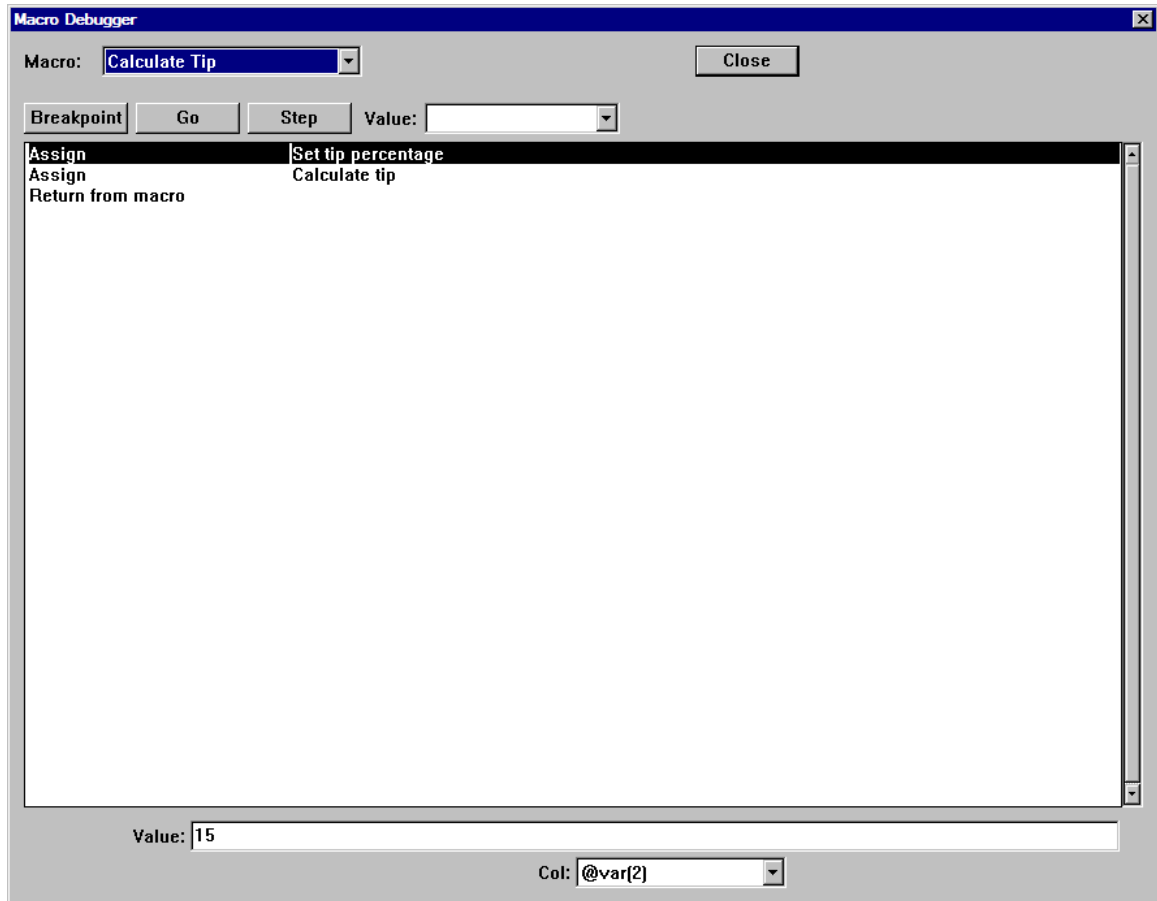 Macro Debugger
Macro: Calculate Tip Close
Breakpoint Go Step Value:
Assign Set tip percentage
Assign Calculate tip
Return from macro
Value: 15
Col: @var(2)